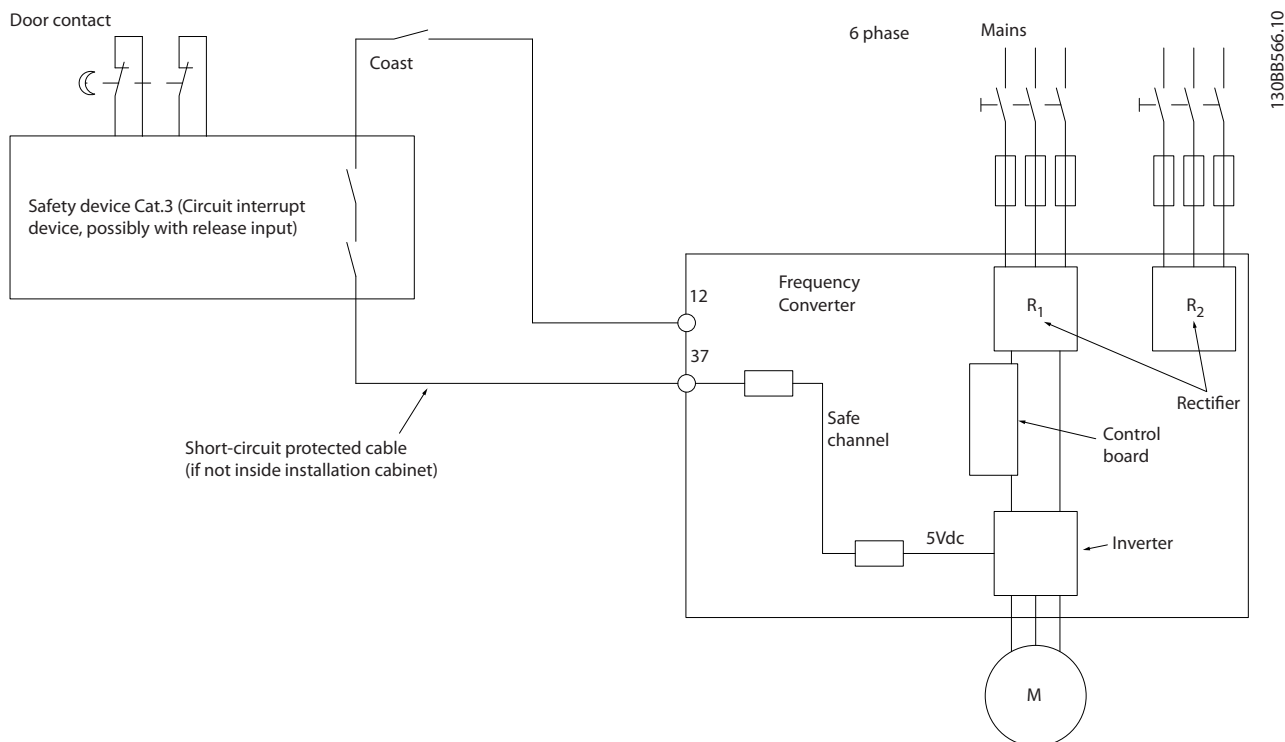 Door contact
Coast
6 phase
Mains
130BB566.10
Safety device Cat.3 (Circuit interrupt
device, possibly with release input)
12
Frequency
Converter
R1
R2
37
Safe
channel
Rectifier
Control
board
Short-circuit protected cable
(if not inside installation cabinet)
5Vdc
Inverter
M